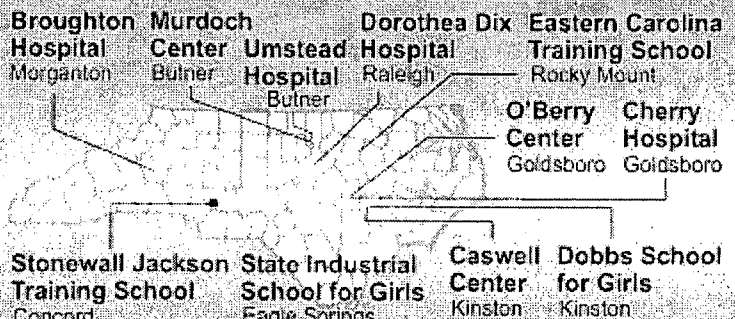 Broughton
Hospital
Morganton
Murdoch
Center
Butner
Umstead
Hospital
Butner
Dorothea Dix
Hospital
Raleigh
Eastern Carolina
Training School
Rocky Mount
O'Berry
Center
Goldsboro
Cherry
Hospital
Goldsboro
Stonewall Jackson
Training School
Concord
State Industrial
School for Girls
Eagle Springs
Caswell
Center
Kinston
Dobbs School
for Girls
Kinston